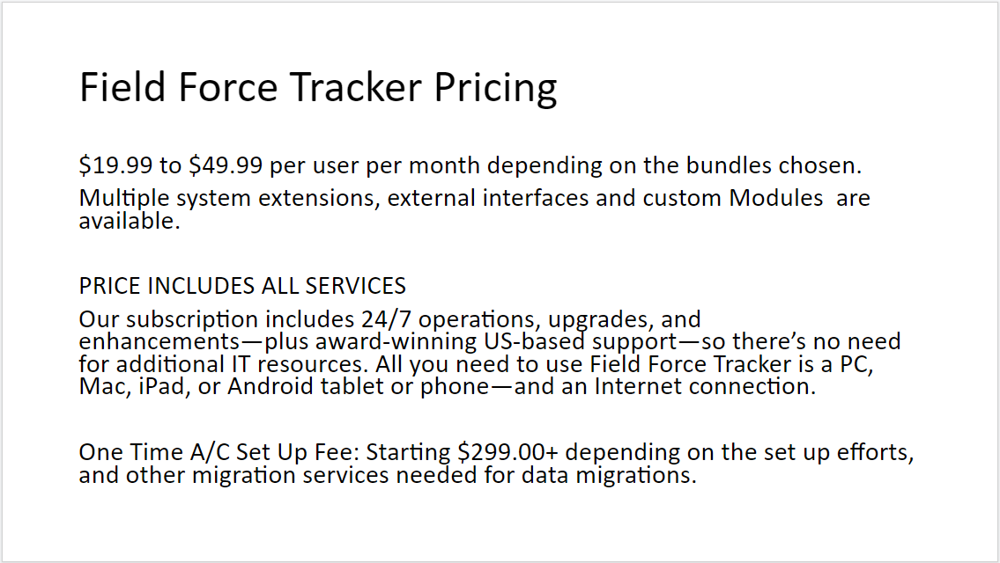 Field Force Tracker Pricing
$19.99 to $49.99 per user per month depending on the bundles chosen.
Multiple system extensions, external interfaces and custom Modules  are
available.
PRICE INCLUDES ALL SERVICES
Our subscription includes 24/7 operations, upgrades, and
enhancements—plus award-winning US-based support—so there’s no need
for additional IT resources. All you need to use Field Force Tracker is a PC,
Mac, iPad, or Android tablet or phone—and an Internet connection.
One Time A/C Set Up Fee: Starting $299.00+ depending on the set up efforts,
and other migration services needed for data migrations.